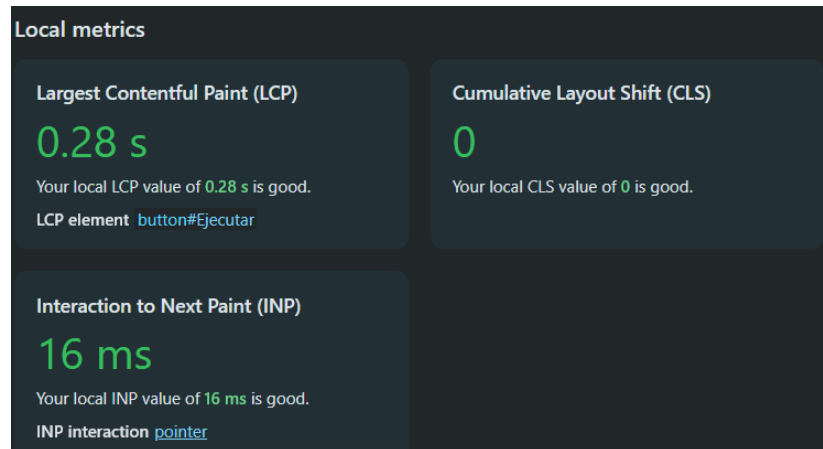 Local metrics
Largest Contentful Paint (LCP)
0.28 s
Your local LCP value of 0.28 s is good.
LCP element button#Ejecutar
Cumulative Layout Shift (CLS)
0
Your local CLS value of 0 is good.
Interaction to Next Paint (INP)
16 ms
Your local INP value of 16 ms is good.
INP interaction pointer